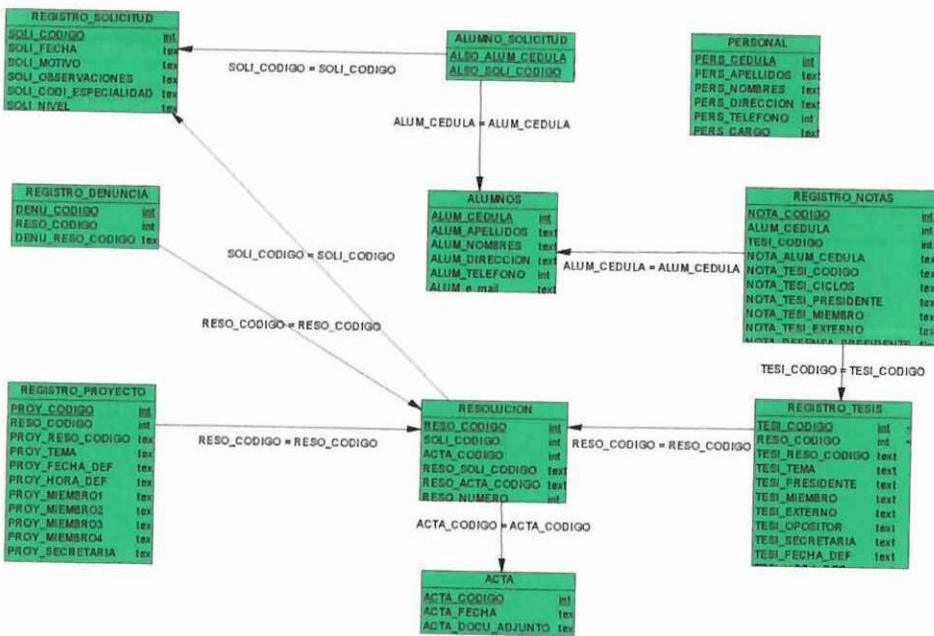 REGISTRO_SOLICITUD
SOLI_CODIGO int
SOLI_FECHA tex
SOLI_MOTIVO tex
SOLI_OBSERVACIONES tex
SOLI_CODI_ESPECIALIDAD tex
SOLI_NIVEL tex
SOLI_CODIGO = SOLI_CODIGO
ALUMNO_SOLICITUD
ALSO_ALUM_CEDULA
ALSO_SOLI_CODIGO
ALUM_CEDULA = ALUM_CEDULA
PERSONAL
PERS_CEDULA int
PERS_APELLIDOS text
PERS_NOMBRES text
PERS_DIRECCION text
PERS_TELEFONO int
PERS_CARGO text
REGISTRO_DENUNCIA
DENU_CODIGO int
RESO_CODIGO int
DENU_RESO_CODIGO tex
SOLI_CODIGO = SOLI_CODIGO
RESO_CODIGO = RESO_CODIGO
ALUMNOS
ALUM_CEDULA int
ALUM_APELLIDOS text
ALUM_NOMBRES text
ALUM_DIRECCION text
ALUM_TELEFONO int
ALUM_e_mail text
ALUM_CEDULA = ALUM_CEDULA
REGISTRO_NOTAS
NOTA_CODIGO int
ALUM_CEDULA int
TESI_CODIGO int
NOTA_ALUM_CEDULA tex
NOTA_TESI_CODIGO tex
NOTA_TESI_CICLOS tex
NOTA_TESI_PRESIDENTE tex
NOTA_TESI_MIEMBRO tex
NOTA_TESI_EXTERNO tex
NOTA_DEFENSA_PRESIDENTE
TESI_CODIGO = TESI_CODIGO
REGISTRO_PROYECTO
PROY_CODIGO int
RESO_CODIGO int
PROY_RESO_CODIGO tex
PROY_TEMA tex
PROY_FECHA_DEF tex
PROY_HORA_DEF tex
PROY_MIEMBRO1 tex
PROY_MIEMBRO2 tex
PROY_MIEMBRO3 tex
PROY_MIEMBRO4 tex
PROY_SECRETARIA tex
RESO_CODIGO = RESO_CODIGO
RESOLUCION
RESO_CODIGO int
SOLI_CODIGO int
ACTA_CODIGO int
RESO_SOLI_CODIGO text
RESO_ACTA_CODIGO text
RESO_NUMERO int
RESO_CODIGO = RESO_CODIGO
REGISTRO_TESIS
TESI_CODIGO int
RESO_CODIGO int
TESI_RESO_CODIGO text
TESI_TEMA text
TESI_PRESIDENTE text
TESI_MIEMBRO text
TESI_EXTERNO text
TESI_OPOSITOR text
TESI_SECRETARIA text
TESI_FECHA_DEF text
ACTA_CODIGO = ACTA_CODIGO
ACTA
ACTA_CODIGO int
ACTA_FECHA tex
ACTA_DOCU_ADJUNTO tex